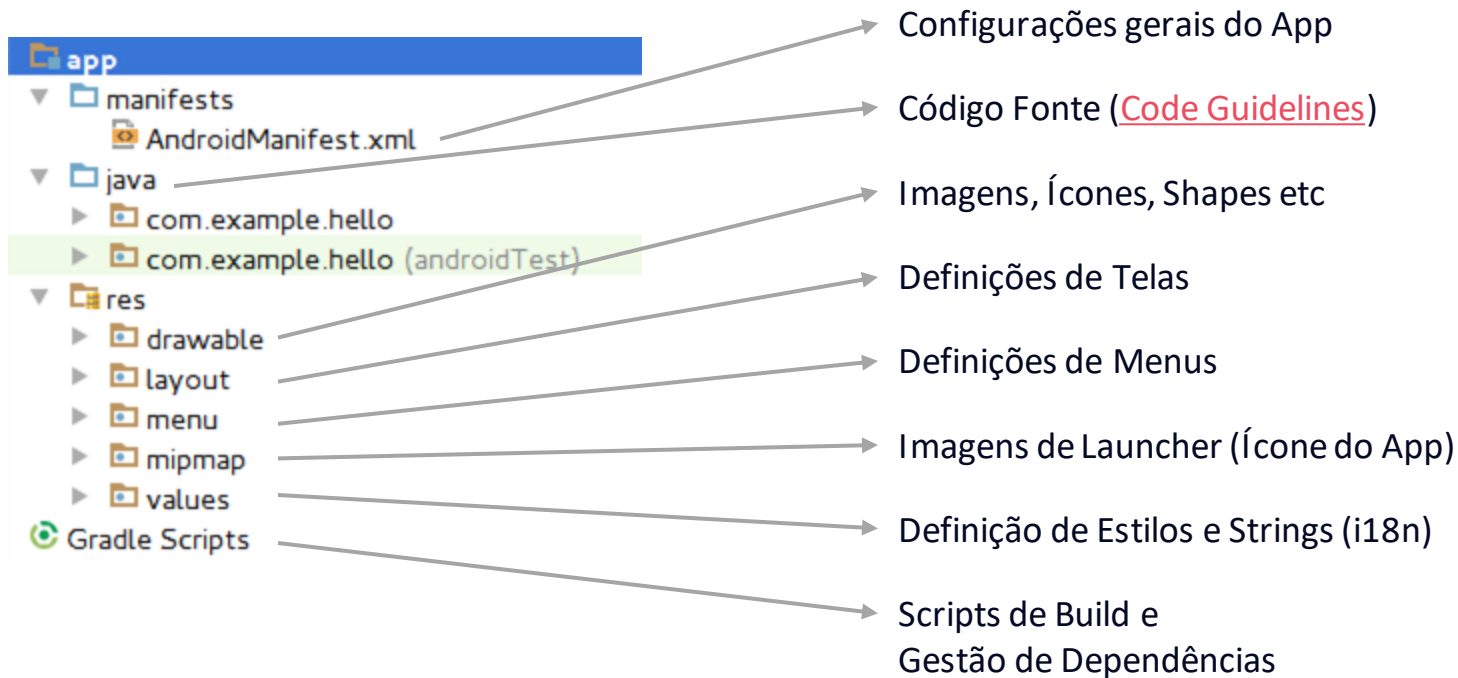 app
manifests
AndroidManifest.xml
java
com.example.hello
com.example.hello (androidTest)
res
drawable
layout
menu
mipmap
values
Gradle Scripts
Configurações gerais do App
Código Fonte (Code Guidelines)
Imagens, Ícones, Shapes etc
Definições de Telas
Definições de Menus
Imagens de Launcher (Ícone do App)
Definição de Estilos e Strings (i18n)
Scripts de Build e
Gestão de Dependências